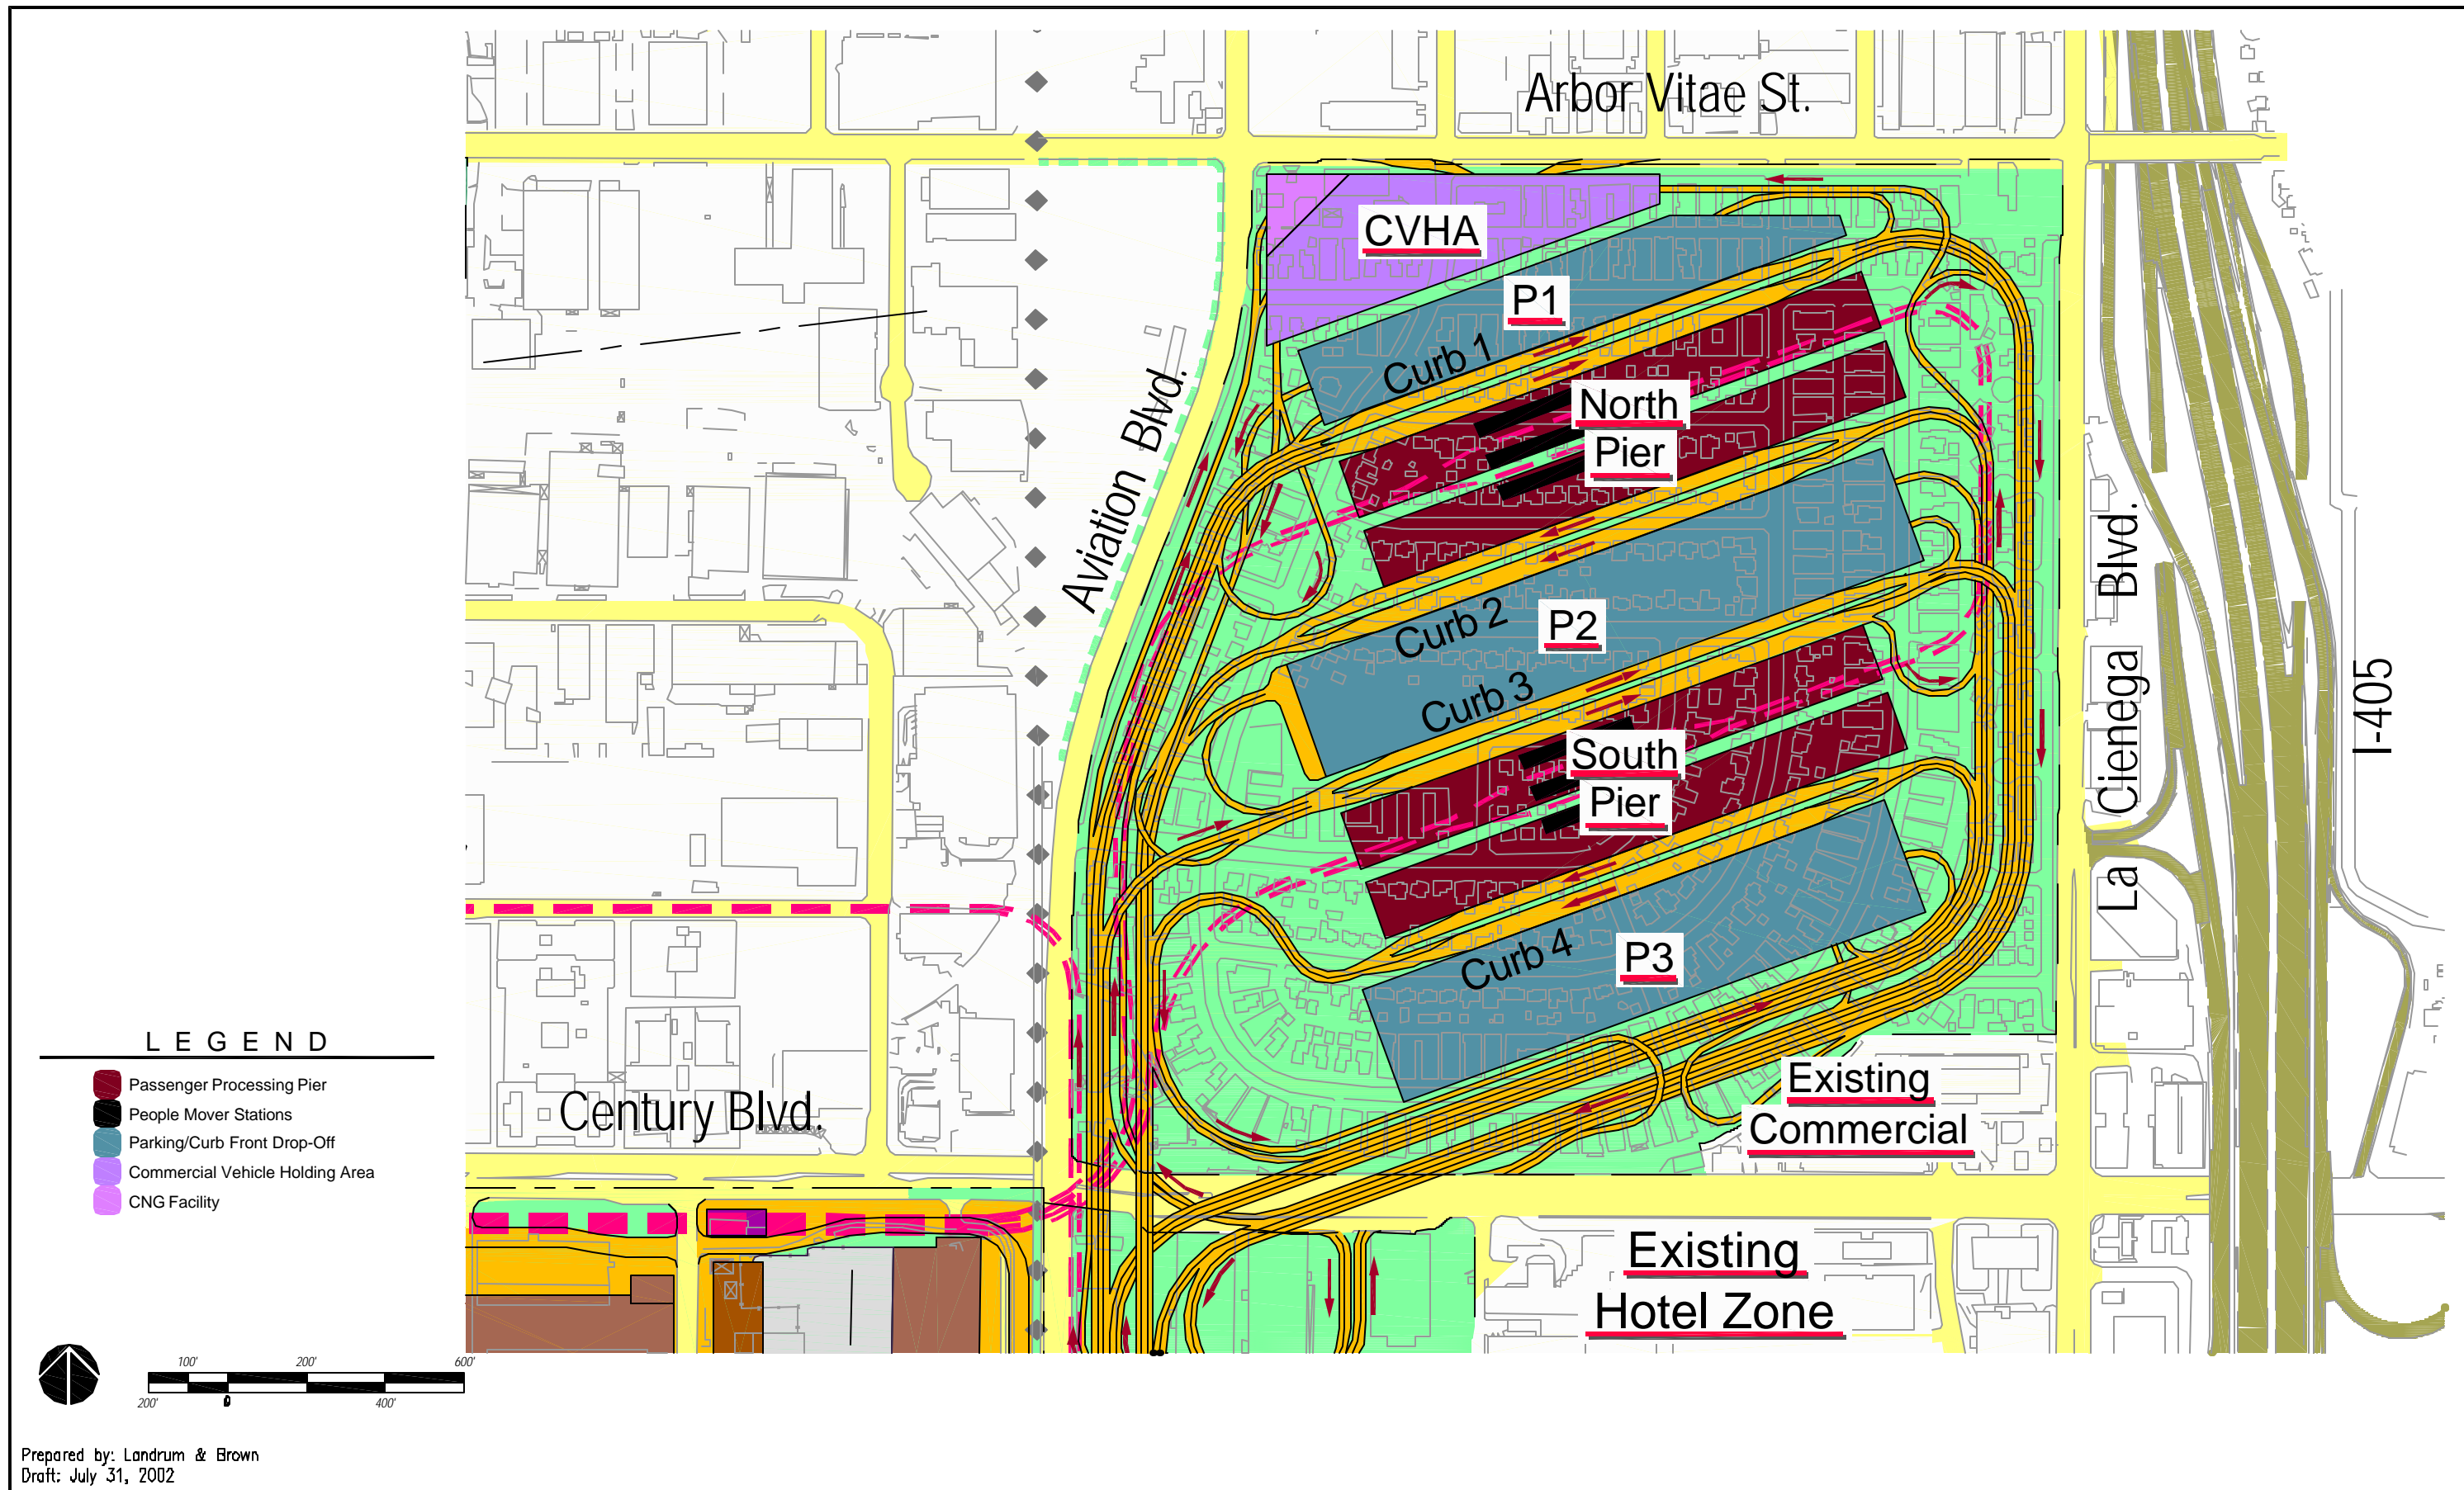 Arbor Vitae St.
CVHA
P1
Curb 1
North
Pier
Aviation Blvd.
Curb 2
P2
Curb 3
South
Pier
La Cienega Blvd.
I-405
Curb 4
P3
Existing
Commercial
Century Blvd.
Existing
Hotel Zone
LEGEND
Passenger Processing Pier
People Mover Stations
Parking/Curb Front Drop-Off
Commercial Vehicle Holding Area
CNG Facility
100' 200' 600'
200' 0 400'
Prepared by: Landrum & Brown
Draft: July 31, 2002